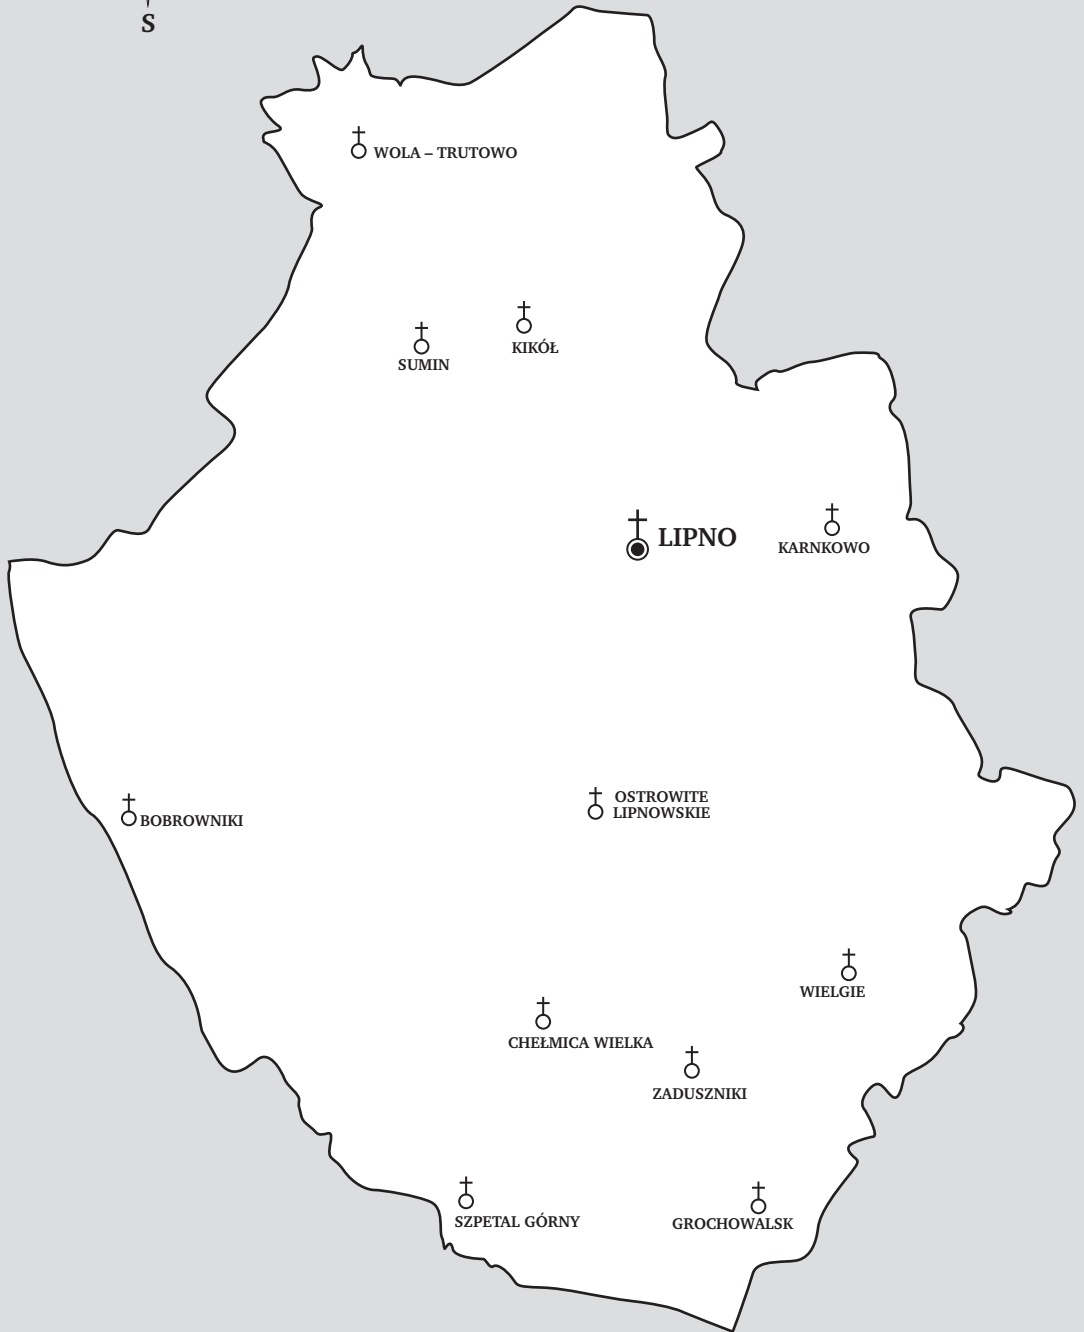 S
WOLA – TRUTOWO
KIKÓŁ
SUMIN
LIPNO
KARNKOWO
OSTROWITE
LIPNOWSKIE
BOBROWNIKI
WIELGIE
CHEŁMICA WIELKA
ZADUSZNIKI
SZPETAL GÓRNY
GROCHOWALSK